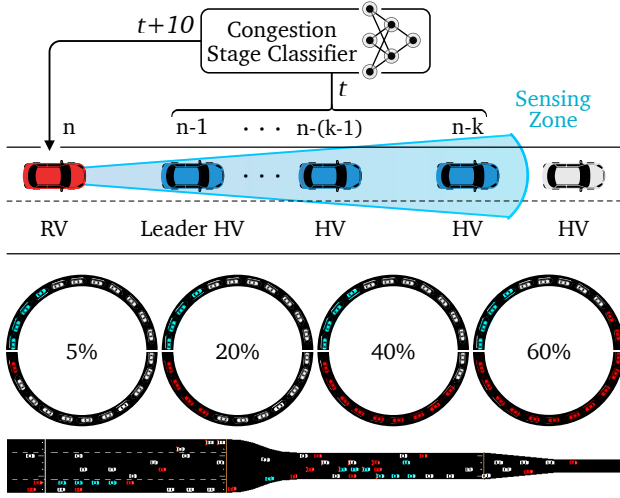 t+10
Congestion
Stage Classifier
t
Sensing
Zone
n
n-1
· · ·
n-(k-1)
n-k
· · ·
RV
Leader HV
HV
HV
HV
5%
20%
40%
60%